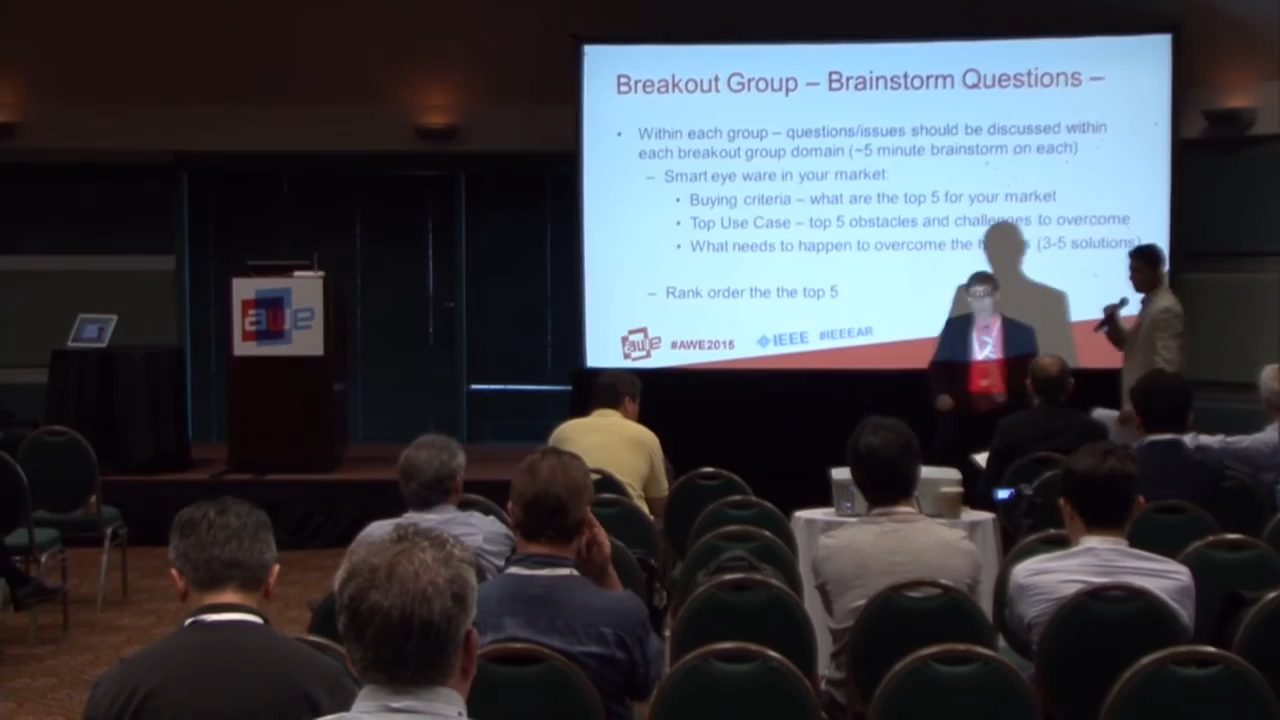 Breakout Group – Brainstorm Questions –
• Within each group – questions/issues should be discussed within
each breakout group domain (~5 minute brainstorm on each)
– Smart eye ware in your market:
• Buying criteria – what are the top 5 for your market
• Top Use Case – top 5 obstacles and challenges to overcome
• What needs to happen to overcome the (3-5 solutions)
– Rank order the the top 5
awe #AWE2015 IEEE #IEEEAR
awe